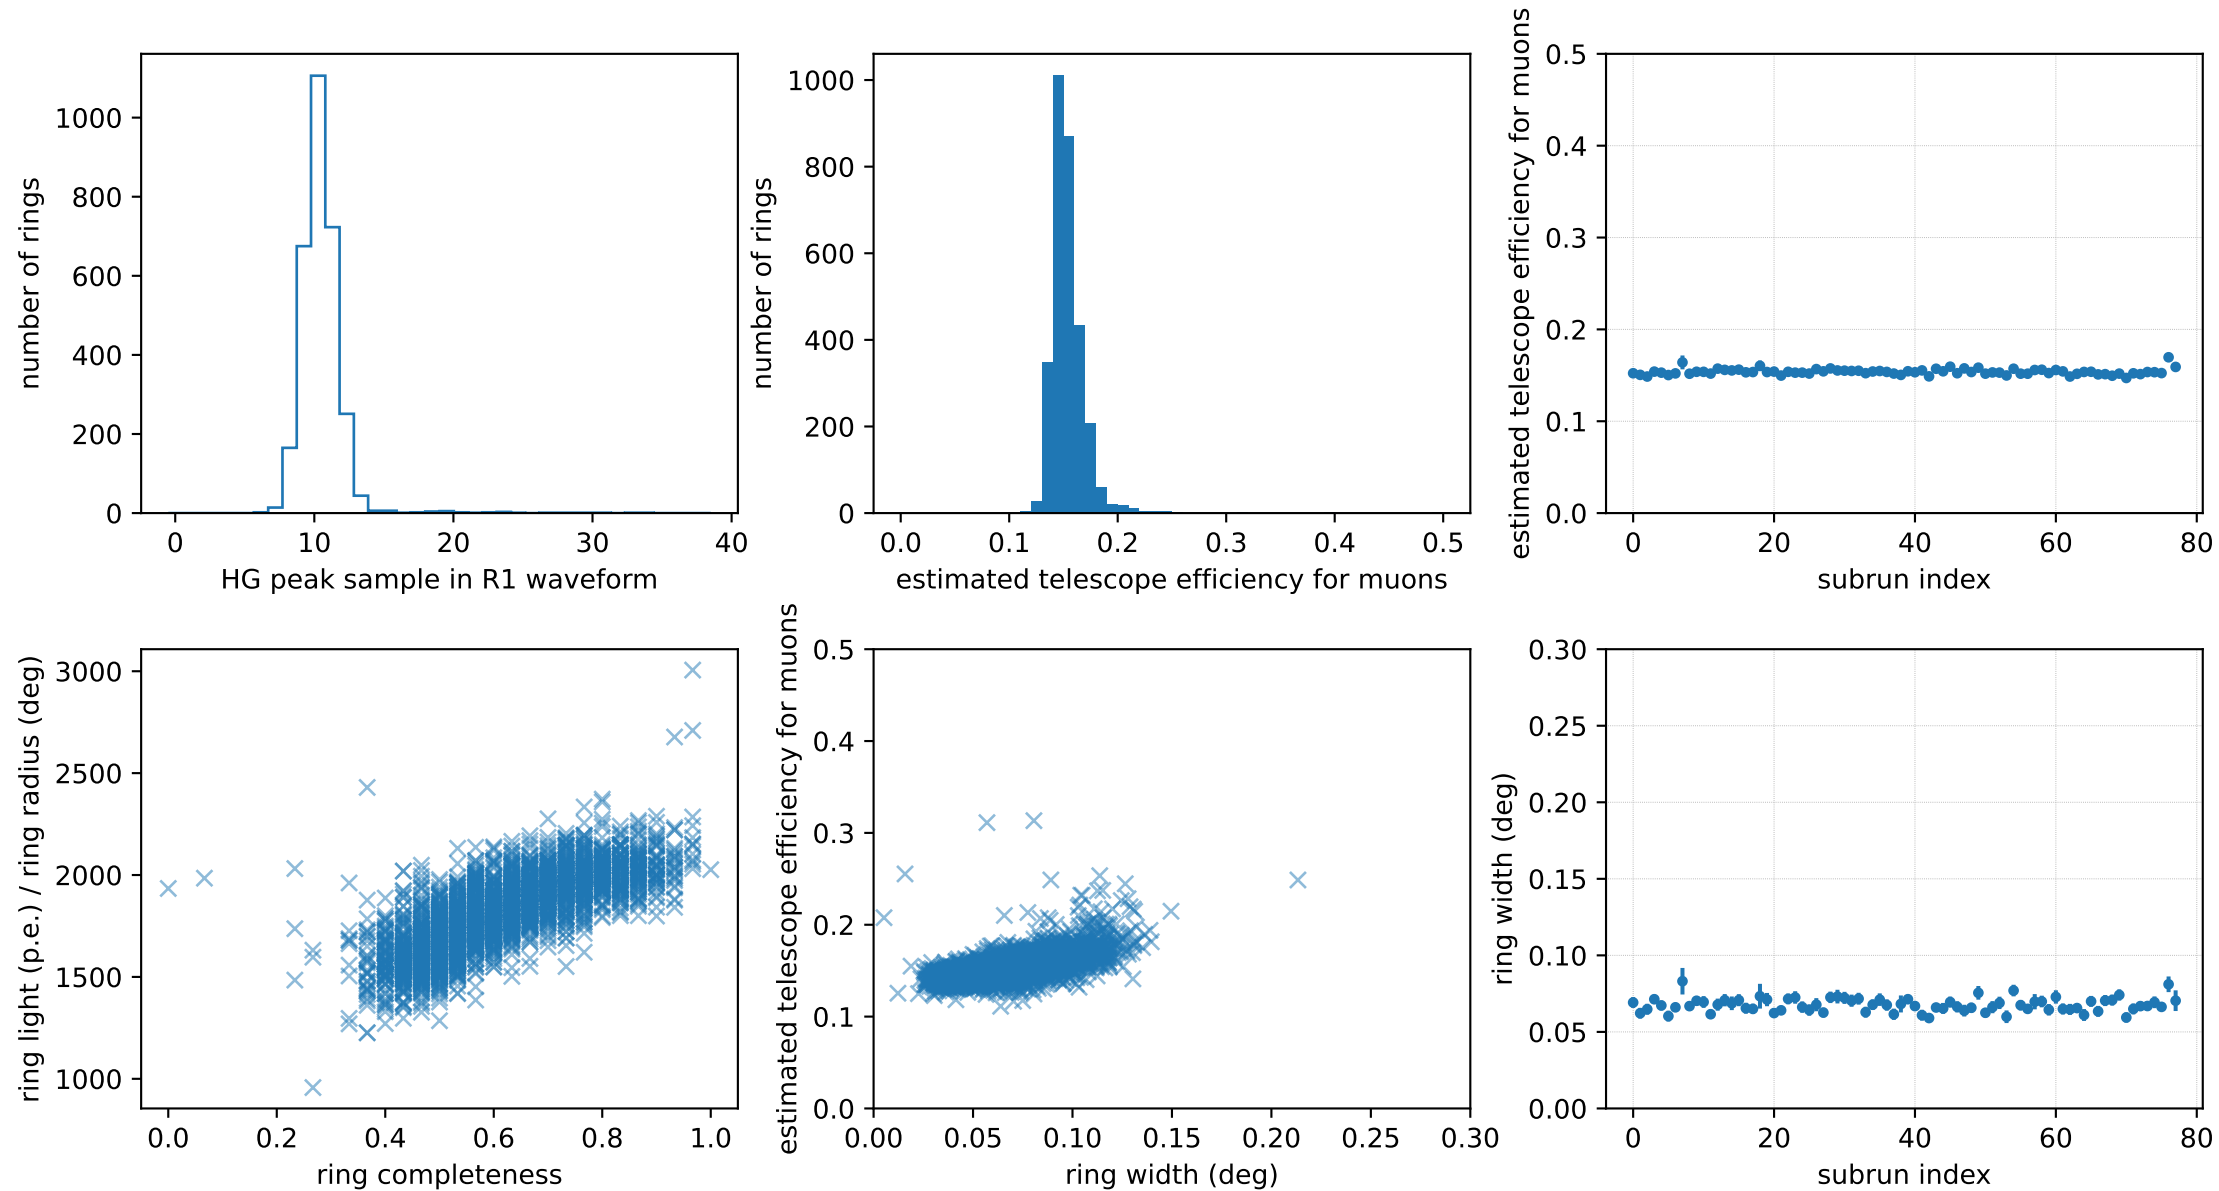 number of rings
1000
800
600
400
200
0
0 10 20 30 40
HG peak sample in R1 waveform
number of rings
1000
800
600
400
200
0
0.0 0.1 0.2 0.3 0.4 0.5
estimated telescope efficiency for muons
estimated telescope efficiency for muons
0.5
0.4
0.3
0.2
0.1
0.0
0 20 40 60 80
subrun index
ring light (p.e.) / ring radius (deg)
3000
2500
2000
1500
1000
0.0 0.2 0.4 0.6 0.8 1.0
ring completeness
estimated telescope efficiency for muons
0.5
0.4
0.3
0.2
0.1
0.0
0.00 0.05 0.10 0.15 0.20 0.25 0.30
ring width (deg)
ring width (deg)
0.30
0.25
0.20
0.15
0.10
0.05
0.00
0 20 40 60 80
subrun index